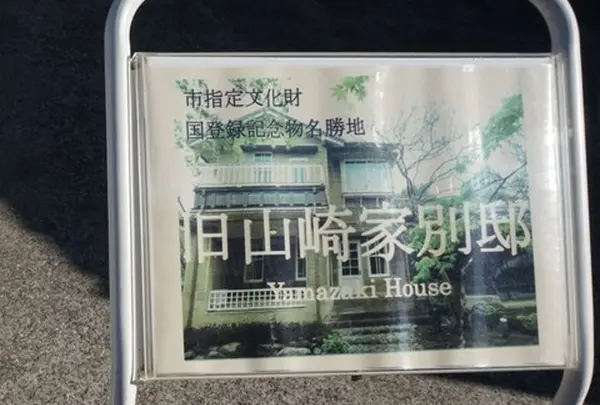 市指定文化財
国登録記念物名勝地
旧山崎家別邸
Yamazaki House